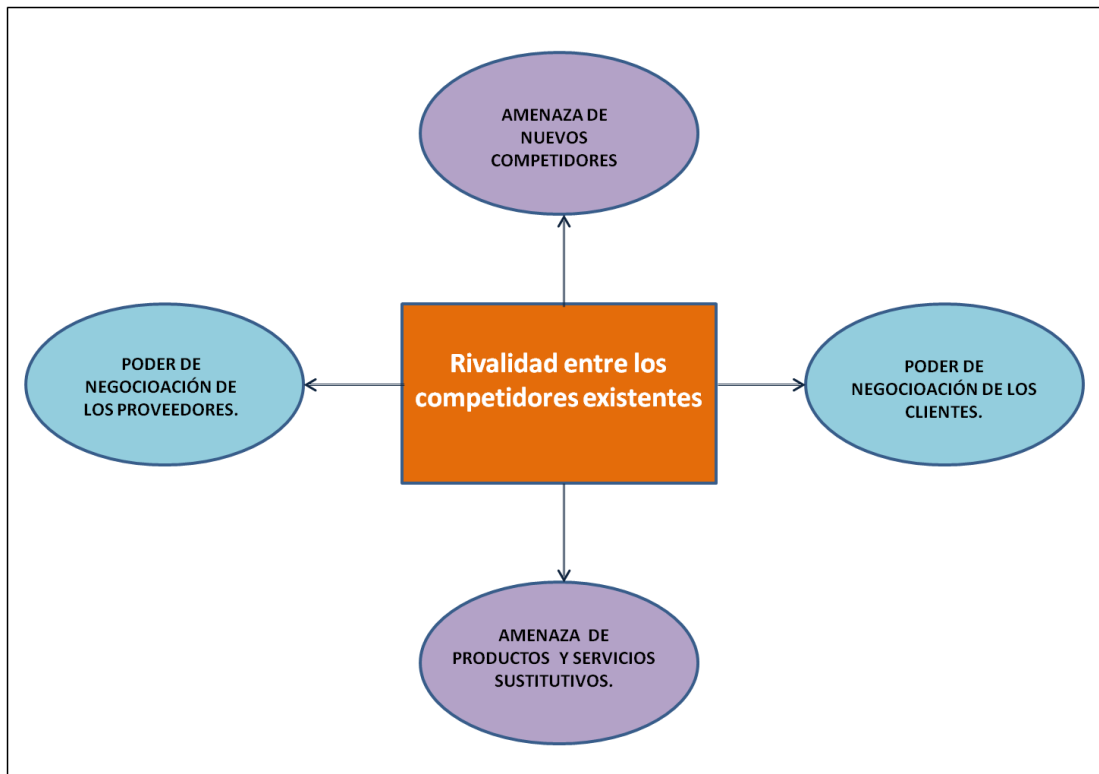 AMENAZA DE
NUEVOS
COMPETIDORES
PODER DE
NEGOCIOACIÓN DE
LOS PROVEEDORES.
Rivalidad entre los
competidores existentes
PODER DE
NEGOCIOACIÓN DE LOS
CLIENTES.
AMENAZA DE
PRODUCTOS Y SERVICIOS
SUSTITUTIVOS.